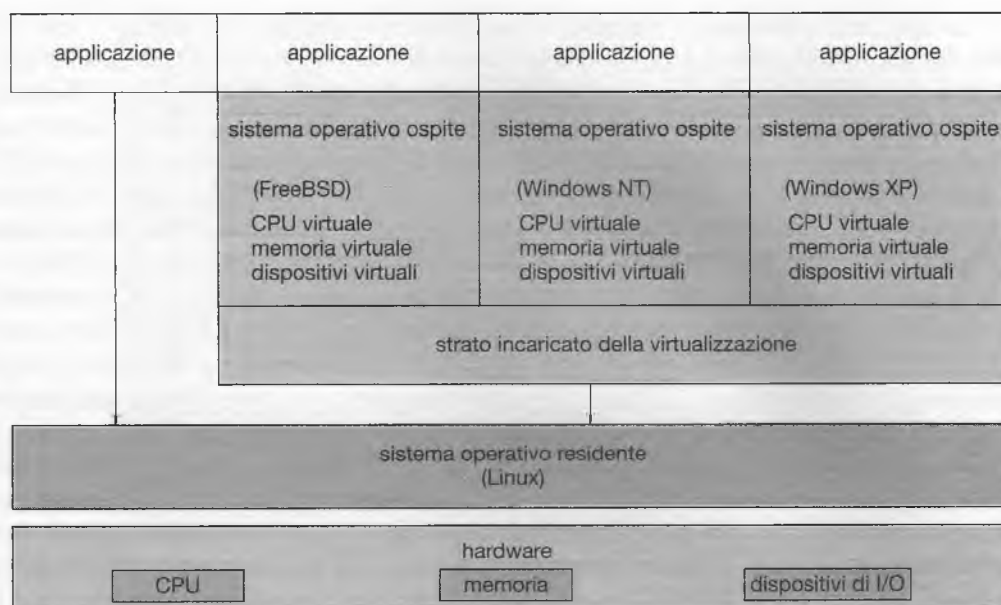 applicazione
applicazione
applicazione
applicazione
sistema operativo ospite
(FreeBSD)
CPU virtuale
memoria virtuale
dispositivi virtuali
sistema operativo ospite
(Windows NT)
CPU virtuale
memoria virtuale
dispositivi virtuali
sistema operativo ospite
(Windows XP)
CPU virtuale
memoria virtuale
dispositivi virtuali
strato incaricato della virtualizzazione
sistema operativo residente
(Linux)
hardware
CPU
memoria
dispositivi di I/O